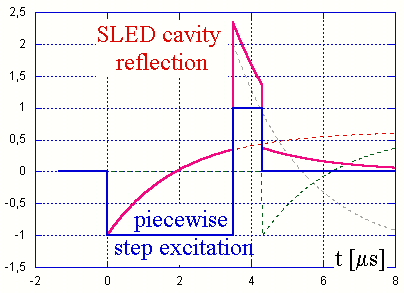 2,5
SLED cavity
reflection
2
1,5
1
0,5
0
-0,5
piecewise
step excitation
-1
t [µs]
-1,5
-2 0 2 4 6 8